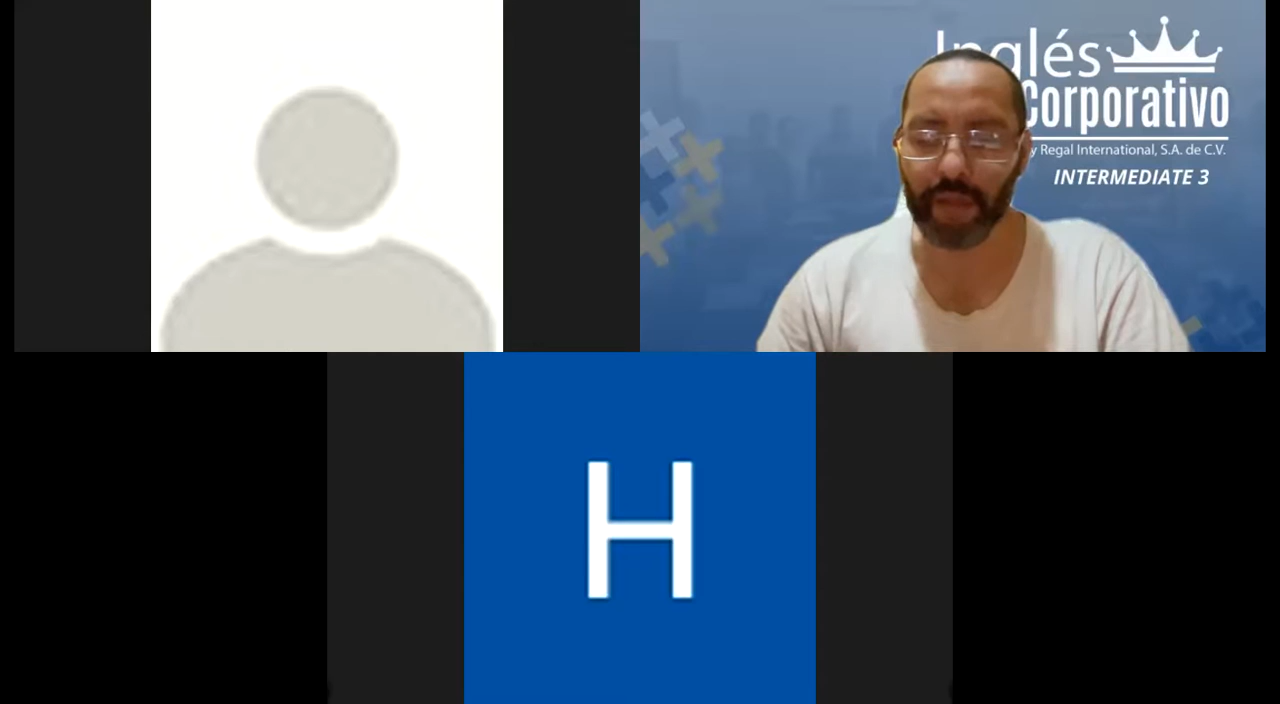 Inglés
Corporativo
y Regal International, S.A. de C.V.
INTERMEDIATE 3
H